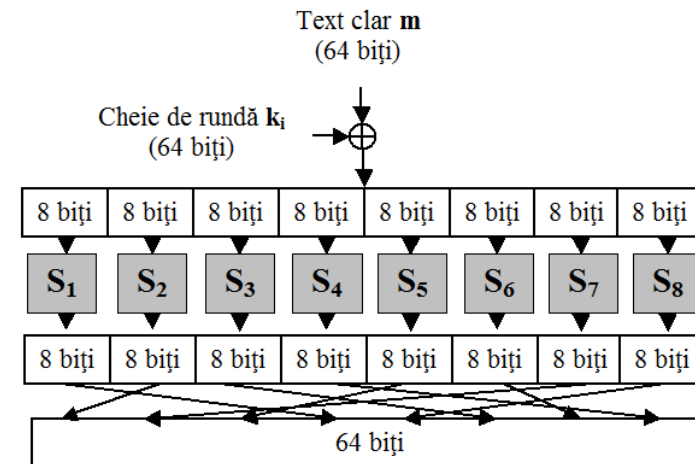 Text clar m
(64 biţi)
Cheie de rundă ki
(64 biţi)
8 biţi 8 biţi 8 biţi 8 biţi 8 biţi 8 biţi 8 biţi 8 biţi
S1 S2 S3 S4 S5 S6 S7 S8
8 biţi 8 biţi 8 biţi 8 biţi 8 biţi 8 biţi 8 biţi 8 biţi
64 biţi